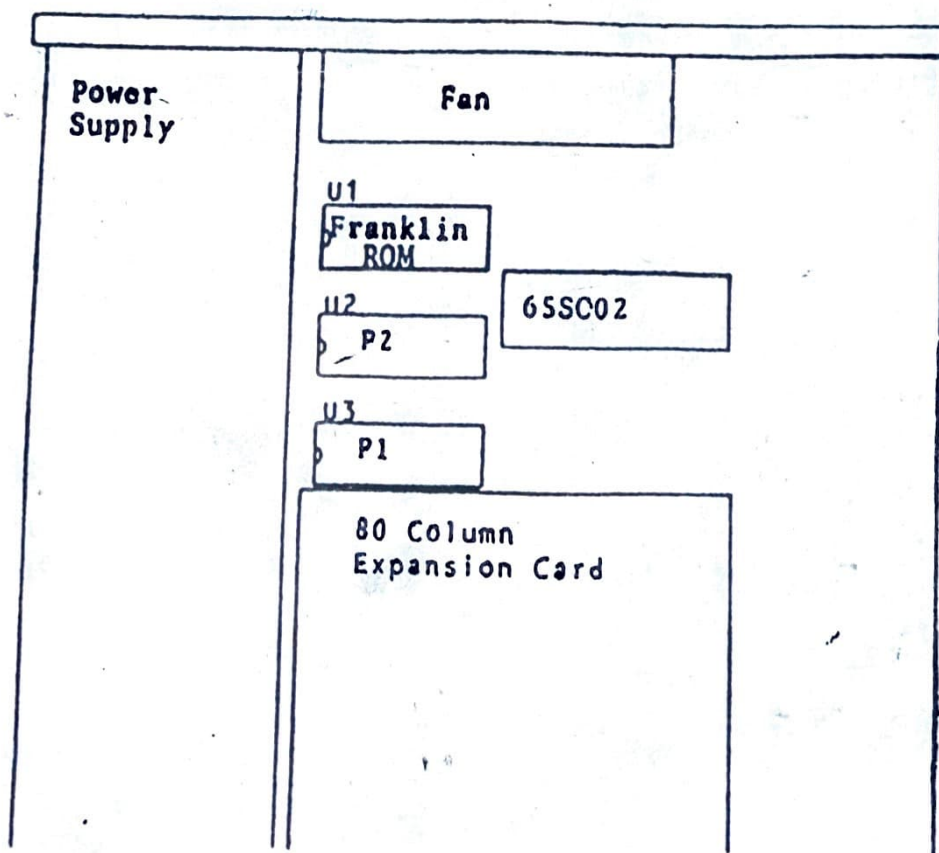 Power
Supply
Fan
U1
Franklin
ROM
65SC02
U2
P2
U3
P1
80 Column
Expansion Card